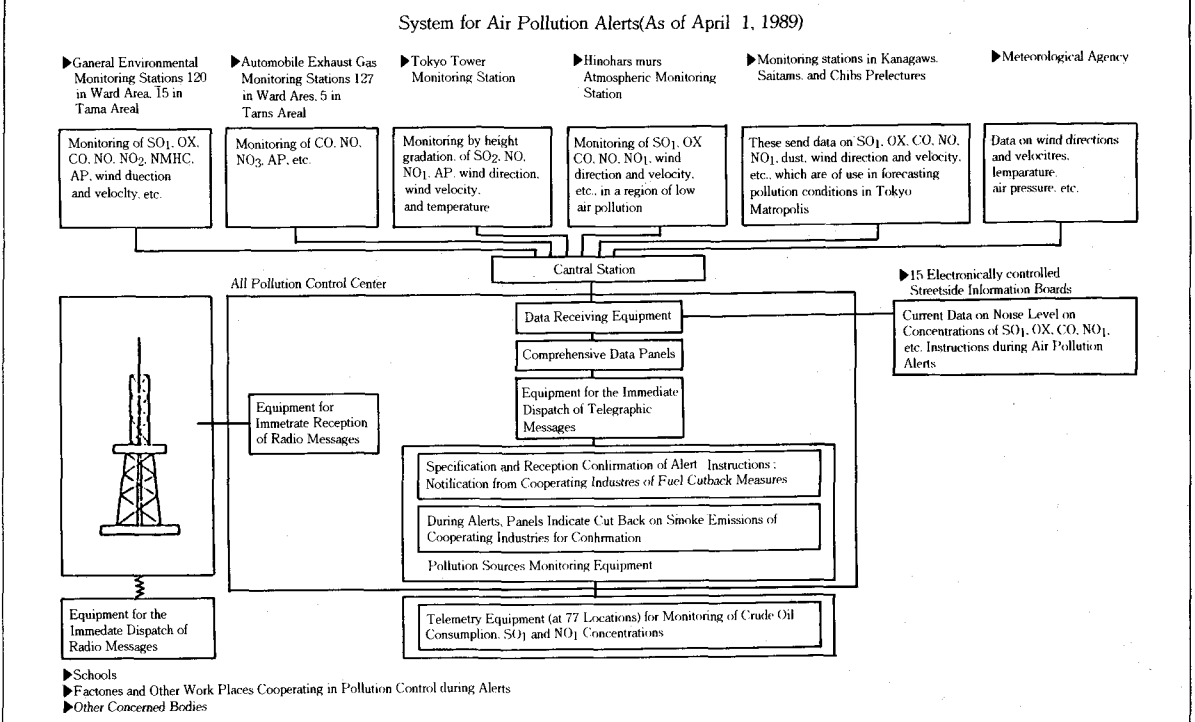 System for Air Pollution Alerts(As of April 1, 1989)
▶General Environmental
Monitoring Stations 120
in Ward Area. 15 in
Tama Areal
Monitoring of SO1, OX.
CO, NO, NO2, NMHC,
AP, wind duection
and veloclty, etc.
▶Automobile Exhaust Gas
Monitoring Stations 127
in Ward Ares, 5 in
Tarns Areal
Monitoring of CO, NO,
NO3, AP, etc.
▶Tokyo Tower
Monitoring Station
Monitoring by height
gradation, of SO2, NO,
NO1, AP, wind direction,
wind velocity,
and temperature
▶Hinohars murs
Atmospheric Monitoring
Station
Monitoring of SO1, OX
CO, NO, NO1, wind
direction and velocity,
etc., in a region of low
air pollution
▶Monitoring stations in Kanagaws.
Saitams, and Chibs Prelectures
These send data on SO1, OX, CO, NO,
NO1, dust, wind direction and velocity,
etc., which are of use in forecasting
pollution conditions in Tokyo
Matropolis
▶Meteorological Agency
Data on wind directions
and velocitres,
lemparature,
air pressure, etc.
Cantral Station
All Pollution Control Center
Data Receiving Equipment
Comprehensive Data Panels
Equipment for the Immediate
Dispatch of Telegraphic
Messages
▶15 Electronically controlled
Streetside Information Boards
Current Data on Noise Level on
Concentrations of SO1, OX, CO, NO1,
etc. Instructions during Air Pollution
Alerts
Equipment for
Immetrate Reception
of Radio Messages
Specification and Reception Conlirmation of Alert Instructions :
Notilication from Cooperating Industres of Fuel Cutback Measures
During Alerts, Panels Indicate Cut Back on Smoke Emissions of
Cooperating Industries for Conhrmation
Pollution Sources Monitoring Equipment
Telemetry Equipment (at 77 Locations) for Monitoring of Crude Oil
Consumption, SO1 and NO1 Concentrations
Equipment for the
Immedate Dispatch of
Radio Messages
▶Schools
▶Factones and Other Work Places Cooperating in Pollution Control during Alerts
▶Other Concerned Bodies